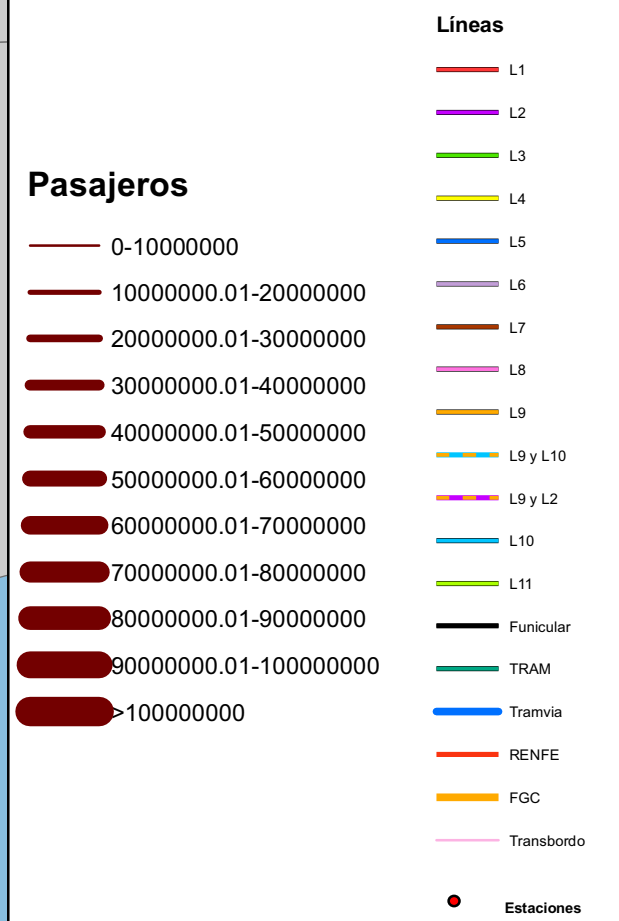 Pasajeros
0-10000000
10000000.01-20000000
20000000.01-30000000
30000000.01-40000000
40000000.01-50000000
50000000.01-60000000
60000000.01-70000000
70000000.01-80000000
80000000.01-90000000
90000000.01-100000000
>100000000
Líneas
L1
L2
L3
L4
L5
L6
L7
L8
L9
L9 y L10
L9 y L2
L10
L11
Funicular
TRAM
Tramvia
RENFE
FGC
Transbordo
Estaciones